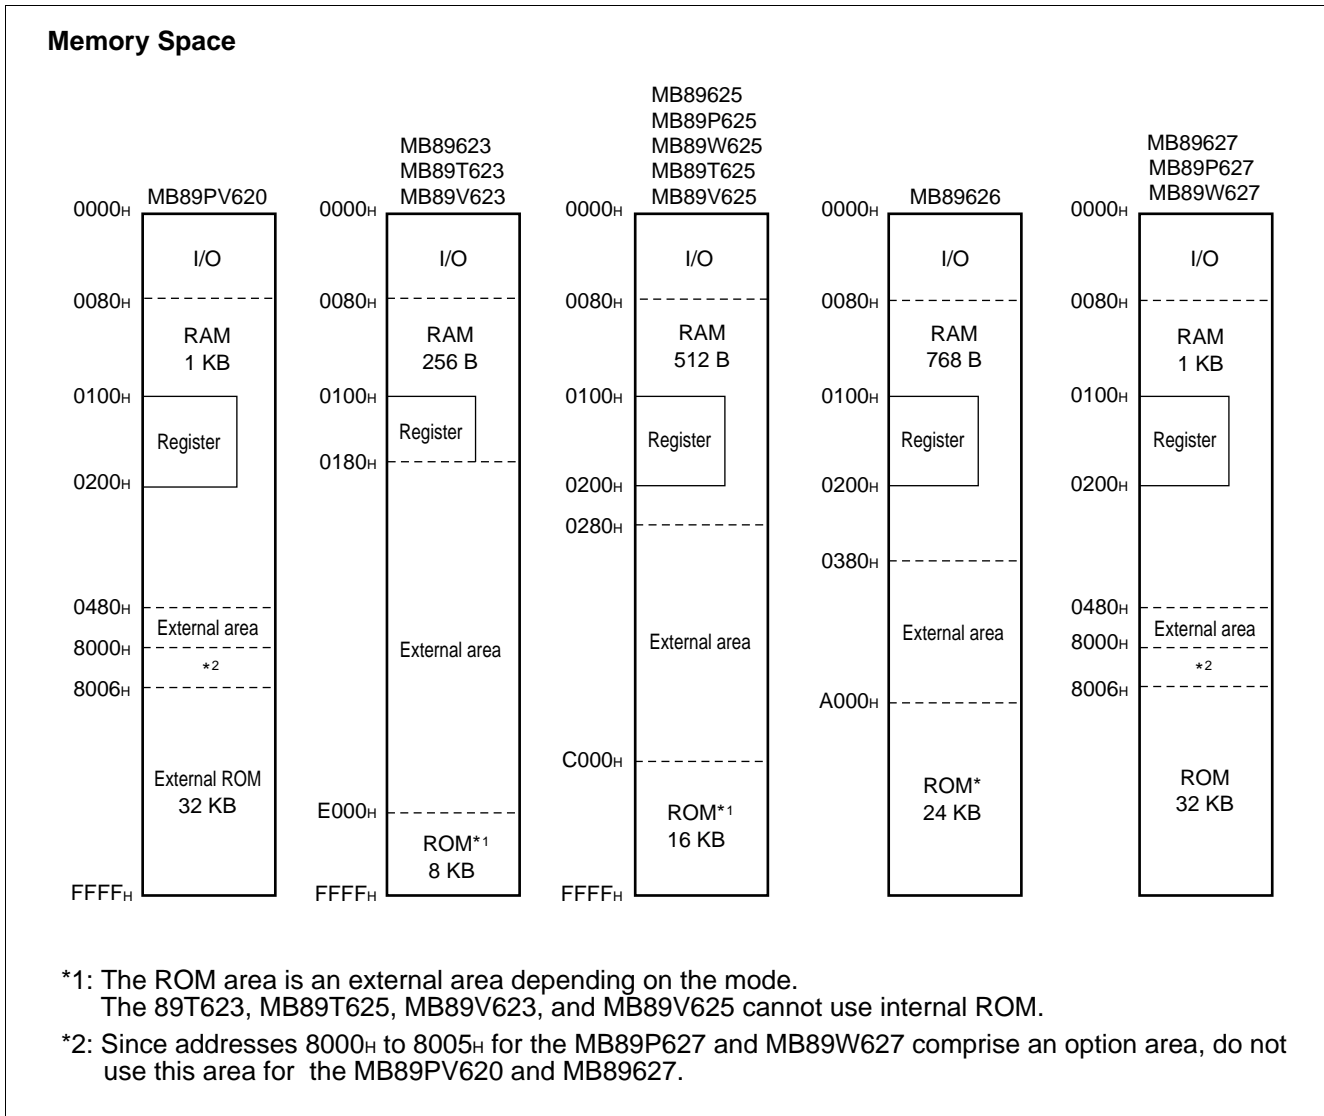 Memory Space
MB89PV620
0000H
I/O
0080H
RAM
1 KB
0100H
Register
0200H
0480H
External area
8000H
*2
8006H
External ROM
32 KB
FFFFH
MB89623
MB89T623
MB89V623
0000H
I/O
0080H
RAM
256 B
0100H
Register
0180H
External area
E000H
ROM*1
8 KB
FFFFH
MB89625
MB89P625
MB89W625
MB89T625
MB89V625
0000H
I/O
0080H
RAM
512 B
0100H
Register
0200H
0280H
External area
C000H
ROM*1
16 KB
FFFFH
MB89626
0000H
I/O
0080H
RAM
768 B
0100H
Register
0200H
0380H
External area
A000H
ROM*
24 KB
MB89627
MB89P627
MB89W627
0000H
I/O
0080H
RAM
1 KB
0100H
Register
0200H
0480H
External area
8000H
*2
8006H
ROM
32 KB
*1: The ROM area is an external area depending on the mode.
The 89T623, MB89T625, MB89V623, and MB89V625 cannot use internal ROM.
*2: Since addresses 8000H to 8005H for the MB89P627 and MB89W627 comprise an option area, do not
use this area for the MB89PV620 and MB89627.